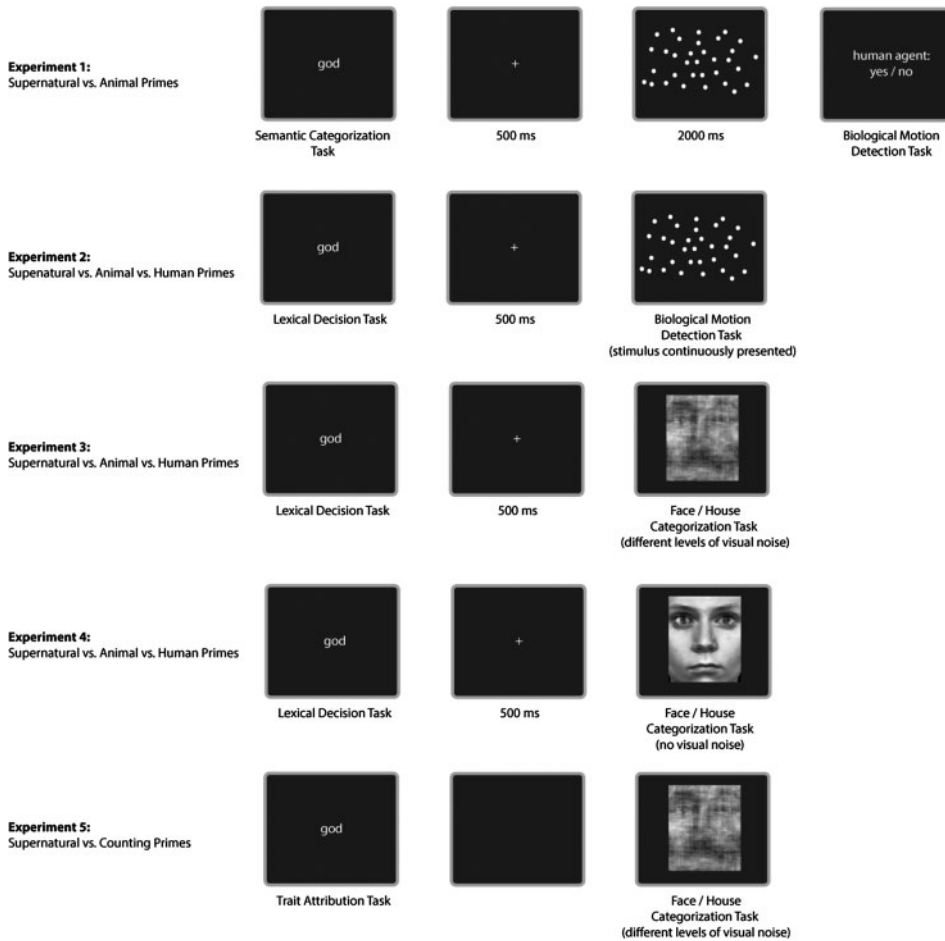 Experiment 1:
Supernatural vs. Animal Primes
god
+
human agent:
yes / no
Semantic Categorization
Task
500 ms
2000 ms
Biological Motion
Detection Task
Experiment 2:
Supenatural vs. Animal vs. Human Primes
god
+
Lexical Decision Task
500 ms
Biological Motion
Detection Task
(stimulus continuously presented)
Experiment 3:
Supernatural vs. Animal vs. Human Primes
god
+
Lexical Decision Task
500 ms
Face / House
Categorization Task
(different levels of visual noise)
Experiment 4:
Supernatural vs. Animal vs. Human Primes
god
+
Lexical Decision Task
500 ms
Face / House
Categorization Task
(no visual noise)
Experiment 5:
Supernatural vs. Counting Primes
god
Trait Attribution Task
Face / House
Categorization Task
(different levels of visual noise)